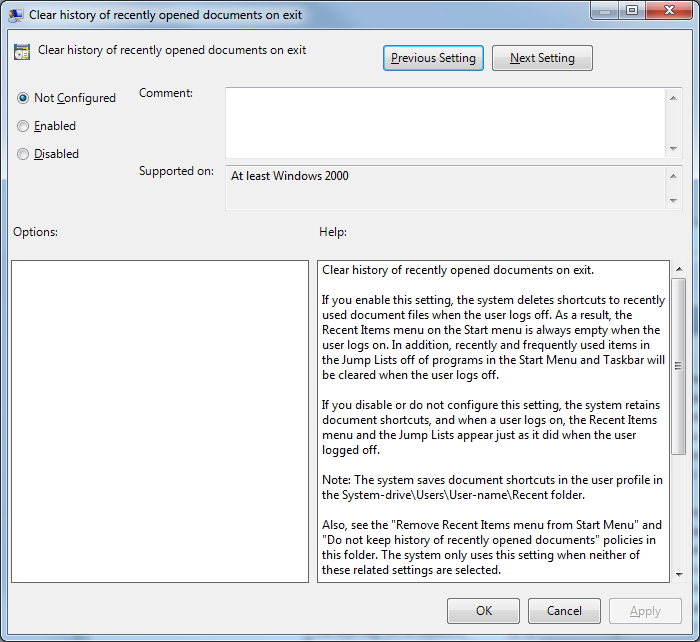 Clear history of recently opened documents on exit
Clear history of recently opened documents on exit
Previous Setting
Next Setting
Not Configured
Comment:
Enabled
Disabled
Supported on:
At least Windows 2000
Options:
Help:
Clear history of recently opened documents on exit.
If you enable this setting, the system deletes shortcuts to recently
used document files when the user logs off. As a result, the
Recent Items menu on the Start menu is always empty when the
user logs on. In addition, recently and frequently used items in
the Jump Lists off of programs in the Start Menu and Taskbar will
be cleared when the user logs off.
If you disable or do not configure this setting, the system retains
document shortcuts, and when a user logs on, the Recent Items
menu and the Jump Lists appear just as it did when the user
logged off.
Note: The system saves document shortcuts in the user profile in
the System-drive\Users\User-name\Recent folder.
Also, see the "Remove Recent Items menu from Start Menu" and
"Do not keep history of recently opened documents" policies in
this folder. The system only uses this setting when neither of
these related settings are selected.
OK
Cancel
Apply